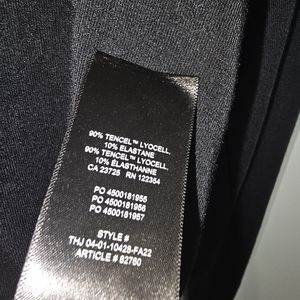 90% TENCEL™ LYOCELL,
10% ELASTANE
90% TENCEL™ LYOCELL,
10% ÉLASTHANNE
CA 23725 RN 122354
PO 4500181955
PO 4500181956
PO 4500181957
STYLE #
THJ 04-01-10428-FA22
ARTICLE # 82760